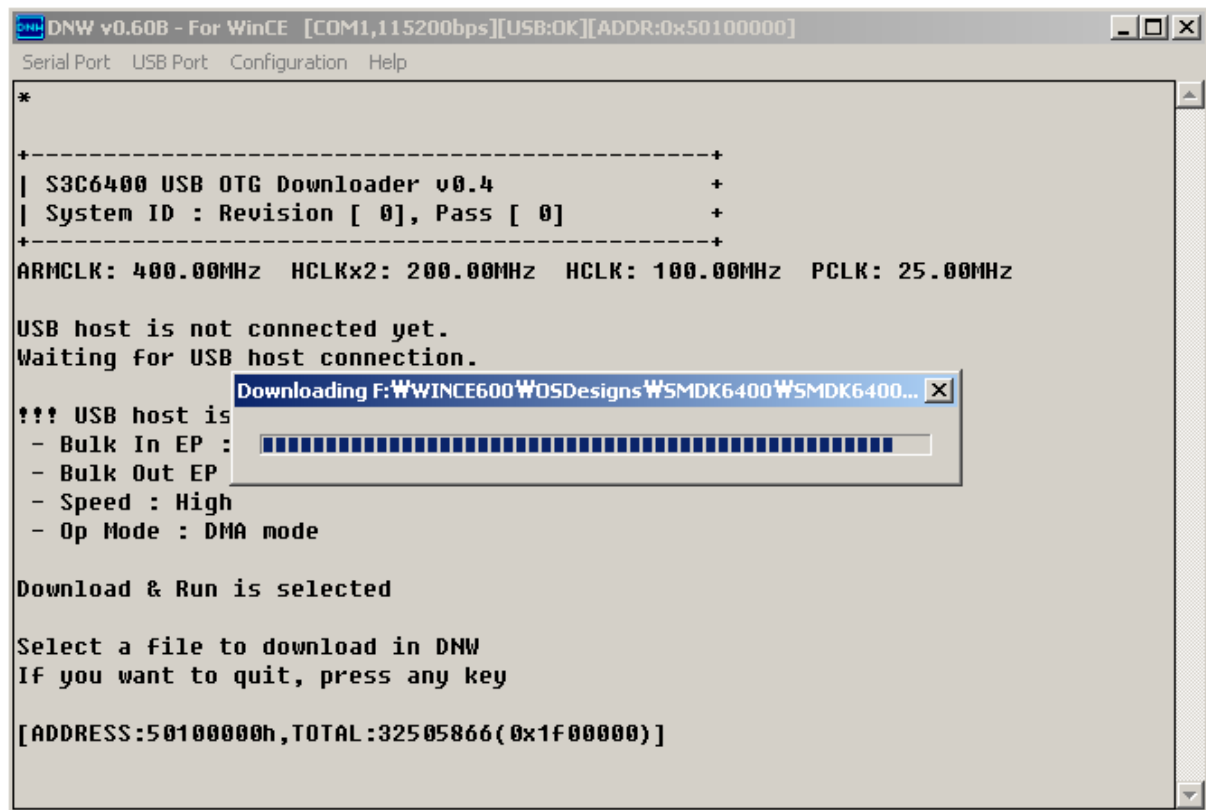 DNW DNW v0.60B - For WinCE [COM1,115200bps][USB:OK][ADDR:0x50100000]
Serial Port USB Port Configuration Help
*
+-----------------------------------------------+
| S3C6400 USB OTG Downloader v0.4 +
| System ID : Revision [ 0], Pass [ 0] +
+-----------------------------------------------+
ARMCLK: 400.00MHz HCLKx2: 200.00MHz HCLK: 100.00MHz PCLK: 25.00MHz
USB host is not connected yet.
Waiting for USB host connection.
Downloading F:₩WINCE600₩OSDesigns₩SMDK6400₩SMDK6400...
!!! USB host is
- Bulk In EP :
- Bulk Out EP
- Speed : High
- Op Mode : DMA mode
Download & Run is selected
Select a file to download in DNW
If you want to quit, press any key
[ADDRESS:50100000h,TOTAL:32505866(0x1f00000)]